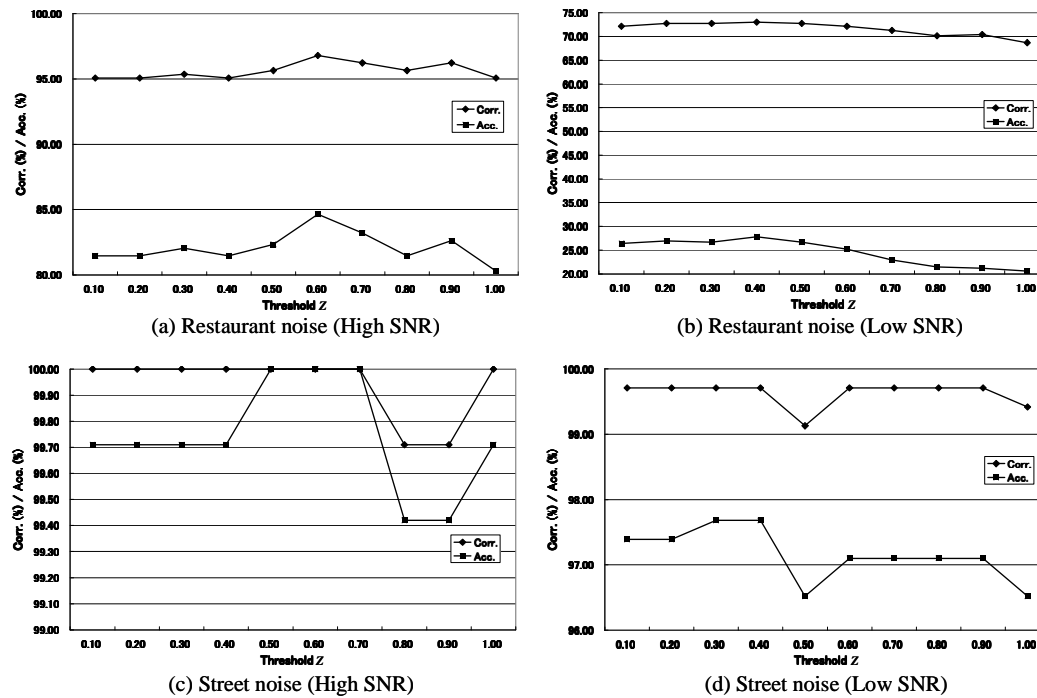 100.00
95.00
90.00
85.00
80.00
Corr. (%) / Acc. (%)
Corr.
Acc.
0.10 0.20 0.30 0.40 0.50 0.60 0.70 0.80 0.90 1.00
Threshold Z
(a) Restaurant noise (High SNR)
75.00
70.00
65.00
60.00
55.00
50.00
45.00
40.00
35.00
30.00
25.00
20.00
Corr. (%) / Acc. (%)
Corr.
Acc.
0.10 0.20 0.30 0.40 0.50 0.60 0.70 0.80 0.90 1.00
Threshold Z
(b) Restaurant noise (Low SNR)
100.00
99.90
99.80
99.70
99.60
99.50
99.40
99.30
99.20
99.10
99.00
Corr. (%) / Acc. (%)
Corr.
Acc.
0.10 0.20 0.30 0.40 0.50 0.60 0.70 0.80 0.90 1.00
Threshold Z
(c) Street noise (High SNR)
100.00
99.00
98.00
97.00
96.00
Corr. (%) / Acc. (%)
Corr.
Acc.
0.10 0.20 0.30 0.40 0.50 0.60 0.70 0.80 0.90 1.00
Threshold Z
(d) Street noise (Low SNR)